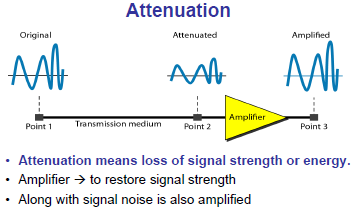 Attenuation
Original Attenuated Amplified
Amplifier
Point 1 Transmission medium Point 2 Point 3
• Attenuation means loss of signal strength or energy.
• Amplifier → to restore signal strength
• Along with signal noise is also amplified